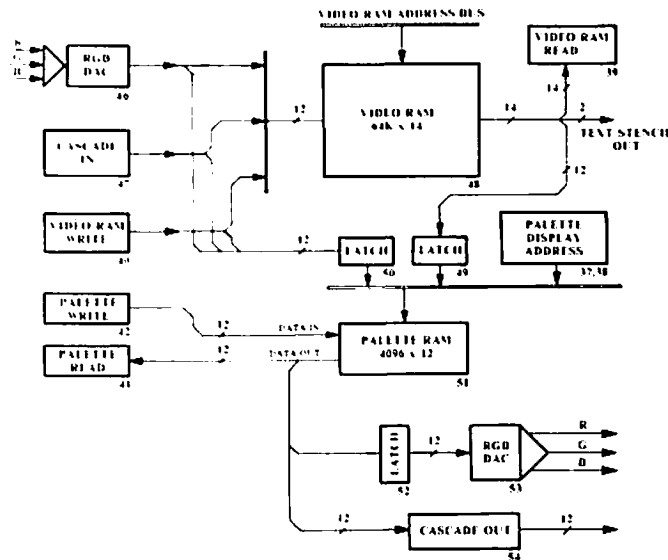 VIDEO RAM ADDRESS BUS
RGB
DAC
46
VIDEO RAM
READ
39
CASCADE
IN
47
12
VIDEO RAM
64K x 14
48
14
14
2
TEXT STENCIL
OUT
12
VIDEO RAM
WRITE
40
12
LATCH
50
LATCH
49
PALETTE
DISPLAY
ADDRESS
37,38
PALETTE
WRITE
42
12
DATA IN
PALETTE RAM
4096 x 12
51
PALETTE
READ
41
12
DATA OUT
LATCH
52
12
RGB
DAC
53
R
G
B
12
CASCADE OUT
54
12